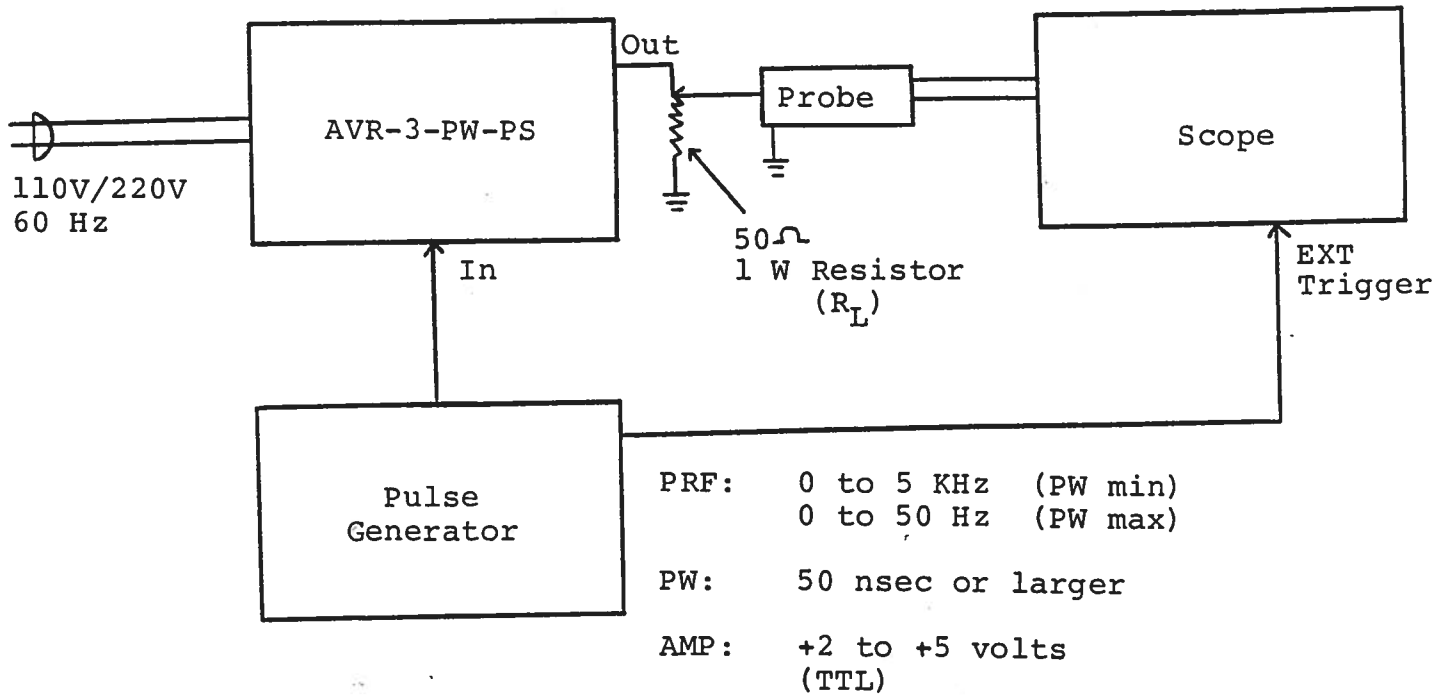 Out
AVR-3-PW-PS
Probe
Scope
110V/220V
60 Hz
In
50Ω
1 W Resistor
(RL)
EXT
Trigger
Pulse
Generator
PRF: 0 to 5 KHz (PW min)
0 to 50 Hz (PW max)
PW: 50 nsec or larger
AMP: +2 to +5 volts
(TTL)